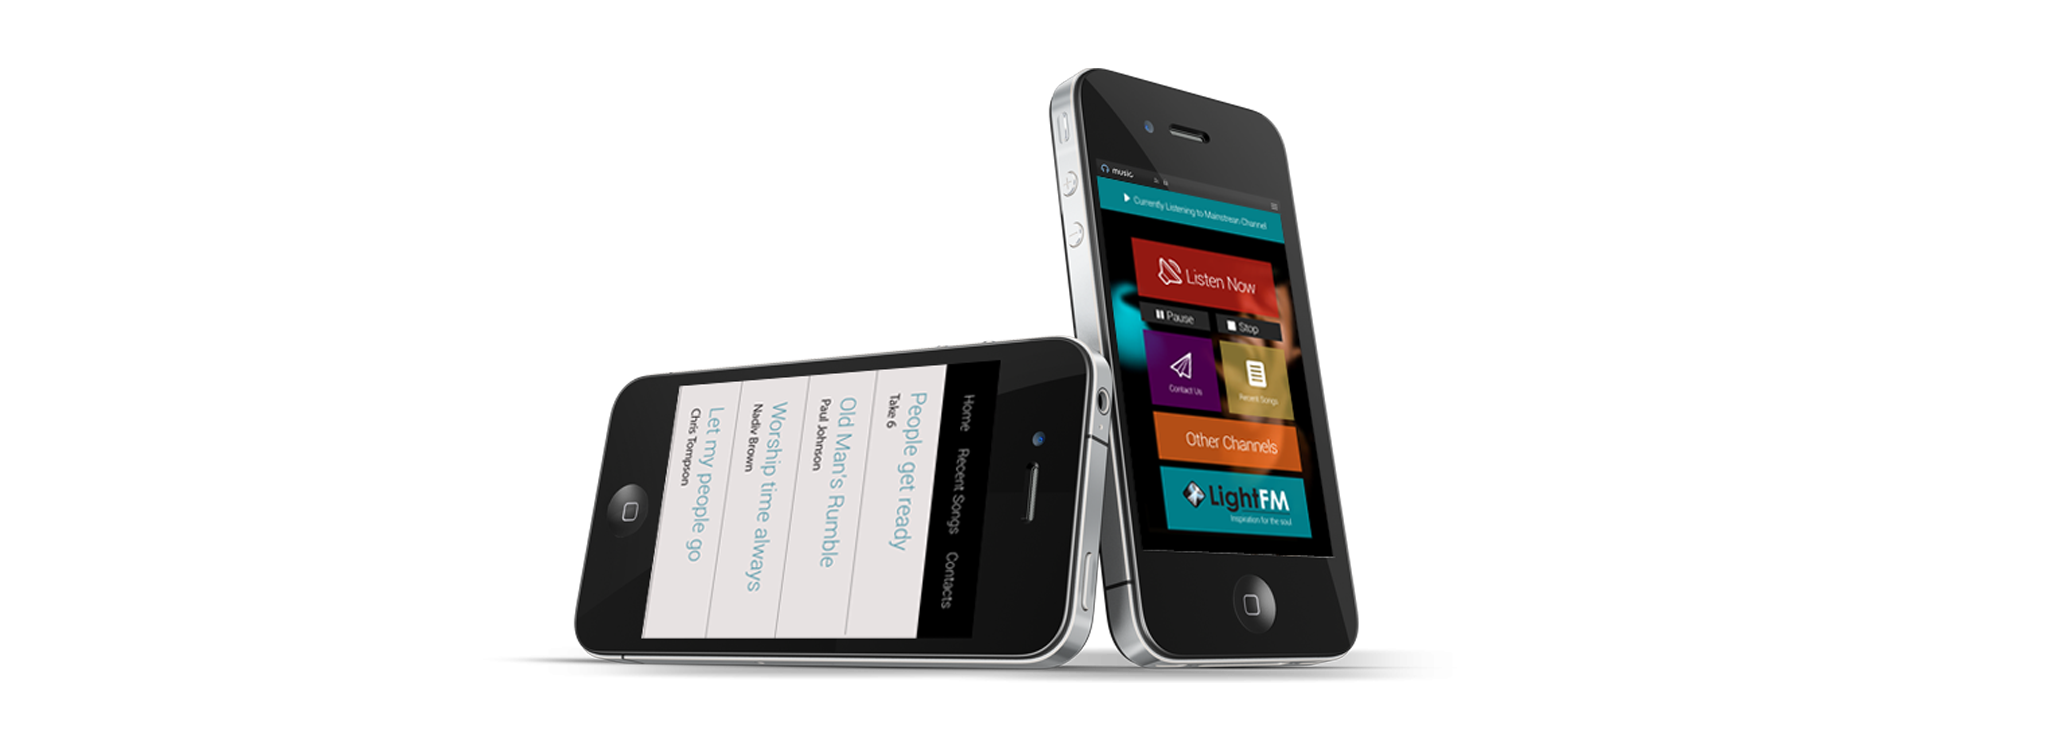 Home Recent Songs Contacts
People get ready
Take 6
Old Man's Rumble
Paul Johnson
Worship time always
Nadiv Brown
Let my people go
Chris Tompson
music
Currently Listening to Mainstrean Channel
Listen Now
Pause
Stop
Contact Us
Recent Songs
Other Channels
LightFM
Inspiration for the soul